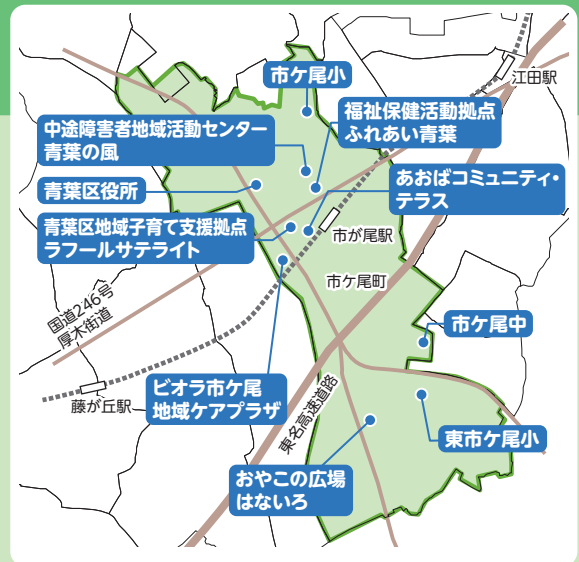 市ケ尾小
江田駅
福祉保健活動拠点
ふれあい青葉
中途障害者地域活動センター
青葉の風
青葉区役所
あおばコミュニティ・
テラス
青葉区地域子育て支援拠点
ラフールサテライト
市が尾駅
市ケ尾町
国道246号
厚木街道
市ケ尾中
ビオラ市ケ尾
地域ケアプラザ
藤が丘駅
東名高速道路
東市ケ尾小
おやこの広場
はないろ